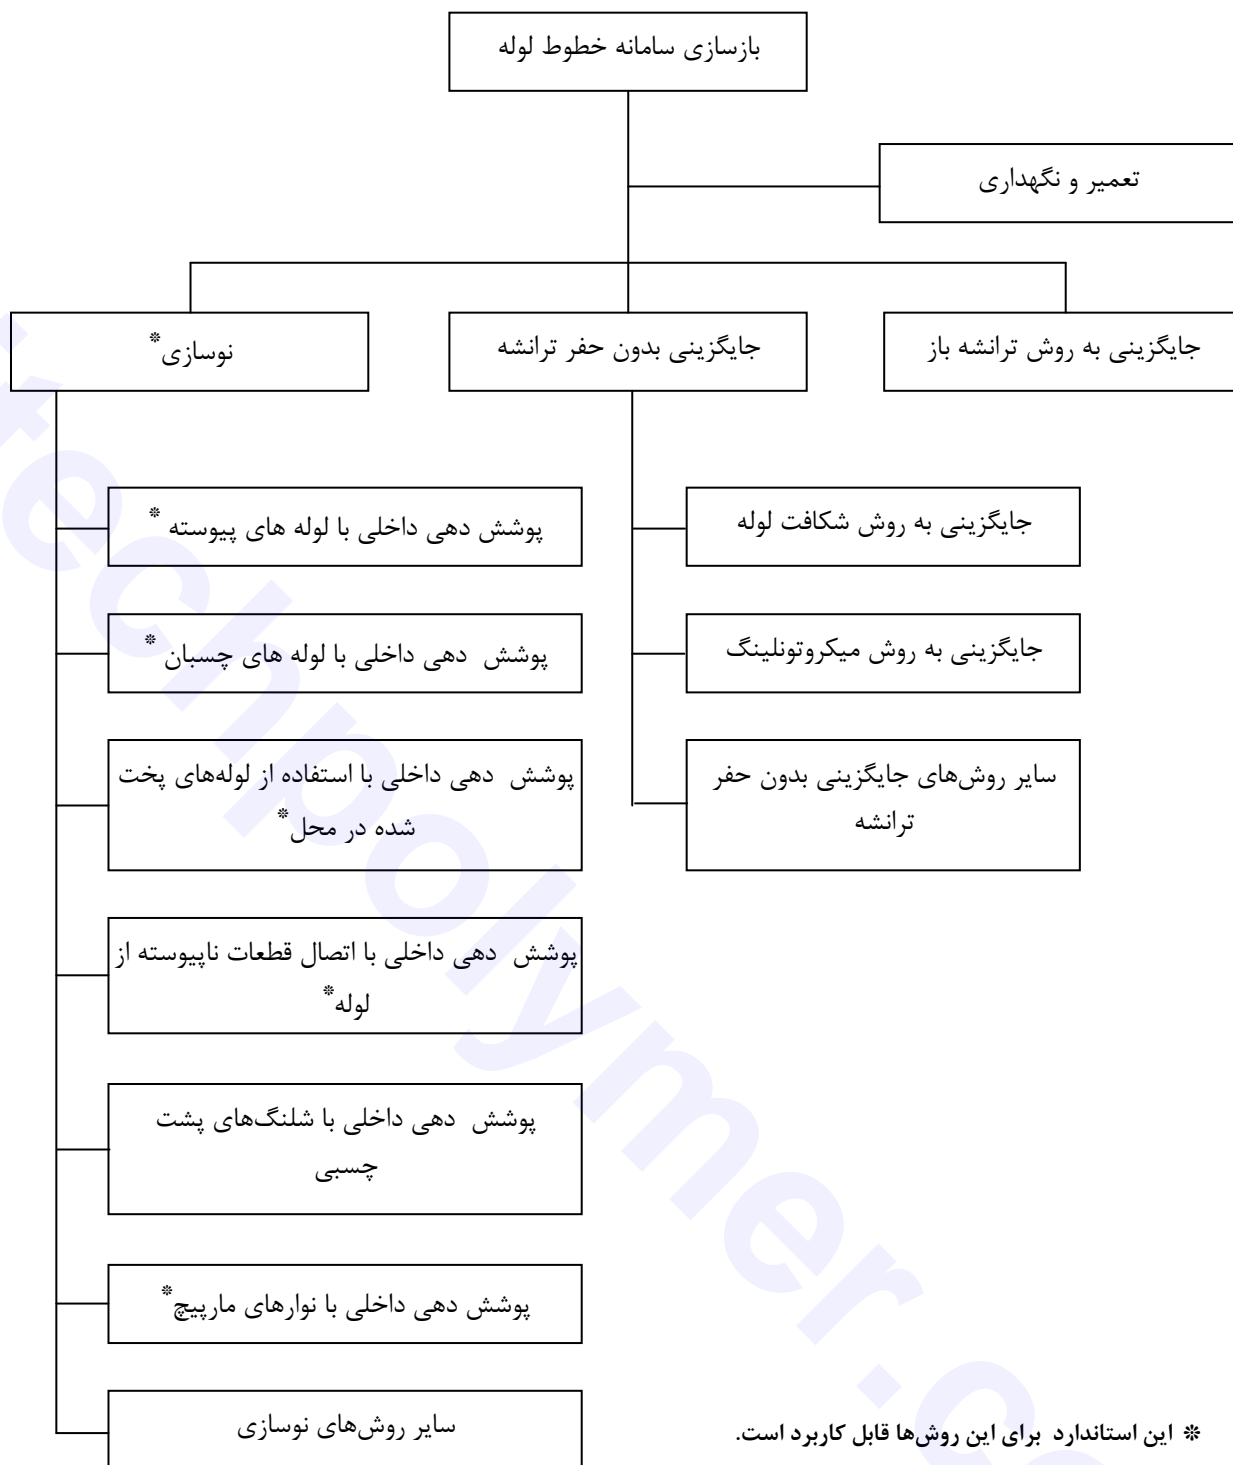 بازسازی سامانه خطوط لوله
تعمیر و نگهداری
جایگزینی به روش ترانشه باز
جایگزینی بدون حفر ترانشه
نوسازی*
جایگزینی به روش شکافت لوله
جایگزینی به روش میکروتونلینگ
سایر روش‌های جایگزینی بدون حفر
ترانشه
پوشش دهی داخلی با لوله های پیوسته *
پوشش دهی داخلی با لوله های چسبان *
پوشش دهی داخلی با استفاده از لوله‌های پخت
شده در محل*
پوشش دهی داخلی با اتصال قطعات ناپیوسته از
لوله*
پوشش دهی داخلی با شلنگ‌های پشت
چسبی
پوشش دهی داخلی با نوارهای مارپیچ*
سایر روش‌های نوسازی
* این استاندارد برای این روش‌ها قابل کاربرد است.
techpolymer.co